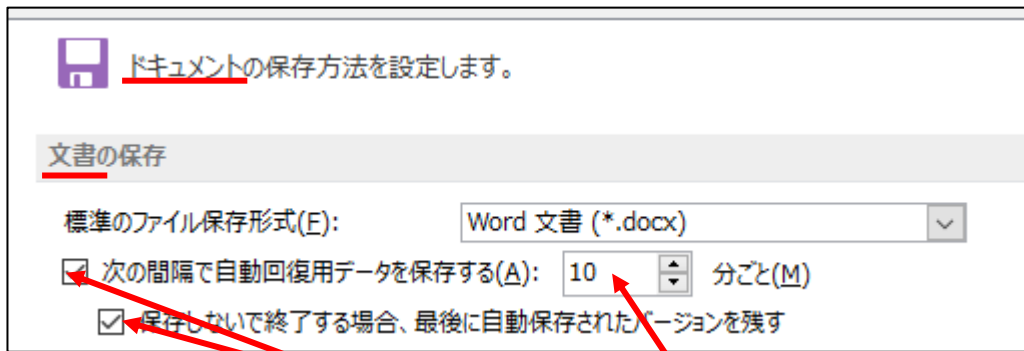 ドキュメントの保存方法を設定します。
文書の保存
標準のファイル保存形式(F): Word 文書 (*.docx)
次の間隔で自動回復用データを保存する(A): 10 分ごと(M)
保存しないで終了する場合、最後に自動保存されたバージョンを残す